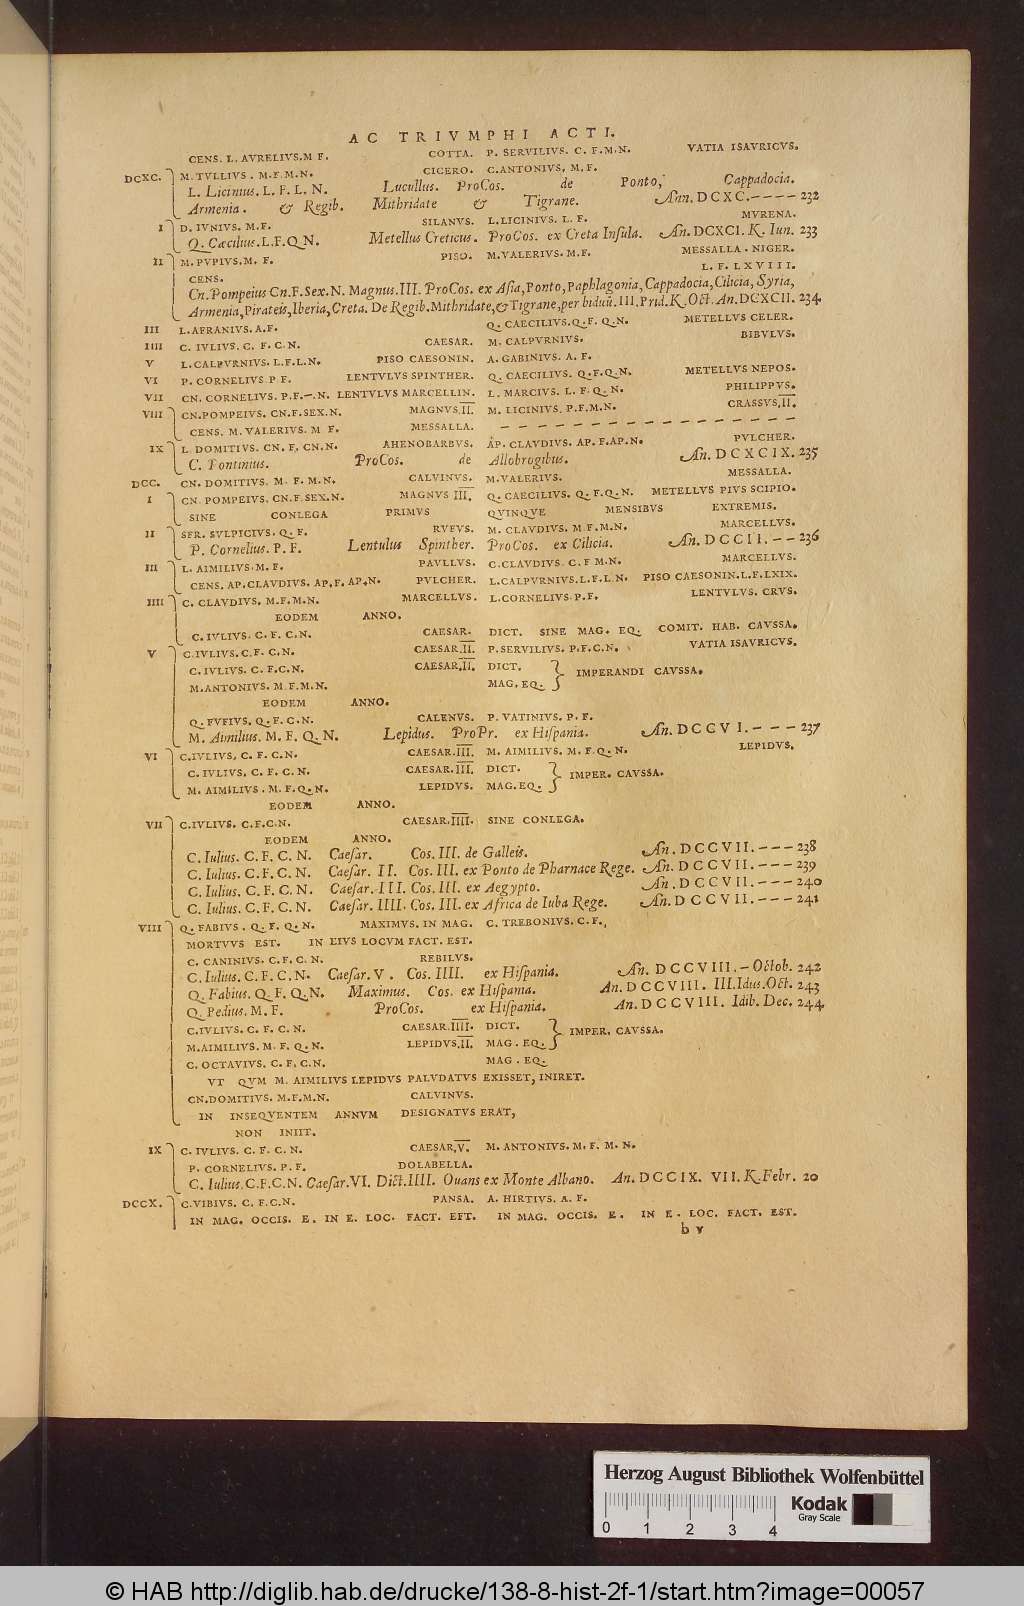 AC TRIVMPHI ACTI.
CENS. L. AVRELIVS.M F. COTTA. P. SERVILIVS. C. F.M.N. VATIA ISAVRICVS.
DCXC. M. TVLLIVS. M.F.M.N. CICERO. C.ANTONIVS, M.F.
L. Licinius. L. F. L. N. Lucullus. ProCos. de Ponto, Cappadocia.
Armenia. & Regib. Mithridate & Tigrane. Ann. DCXC.---- 232
I D. IVNIVS. M.F. SILANVS. L.LICINIVS. L. F. MVRENA.
Q. Cæcilius.L.F.Q.N. Metellus Creticus. ProCos. ex Creta Insula. An. DCXCI. K. Iun. 233
II M. PVPIVS.M. F. PISO. M.VALERIVS. M.F. MESSALLA. NIGER.
CENS. L. F. LXVIII.
Cn.Pompeius Cn.F.Sex.N. Magnus.III. ProCos. ex Asia, Ponto, Paphlagonia, Cappadocia, Cilicia, Syria,
Armenia,Pirateis,Iberia,Creta. De Regib.Mithridate,&Tigrane,per biduũ.III.Prid.K.Oct. An.DCXCII. 234
III L.AFRANIVS. A.F. Q. CAECILIVS.Q.F. Q.N. METELLVS CELER.
IIII C. IVLIVS. C. F. C.N. CAESAR. M. CALPVRNIVS. BIBVLVS.
V L.CALPVRNIVS. L.F.L.N. PISO CAESONIN. A. GABINIVS. A. F.
VI P. CORNELIVS P F. LENTVLVS SPINTHER. Q. CAECILIVS. Q.F.Q.N. METELLVS NEPOS.
VII CN. CORNELIVS. P.F.—.N. LENTVLVS MARCELLIN. L. MARCIVS. L. F. Q. N. PHILIPPVS.
VIII CN.POMPEIVS. CN.F.SEX.N. MAGNVS.II. M. LICINIVS. P.F.M.N. CRASSVS.II.
CENS. M. VALERIVS. M F. MESSALLA. – – – – – – – – – – – – – – – –
IX L. DOMITIVS. CN. F. CN.N. AHENOBARBVS. AP. CLAVDIVS. AP. F.AP.N. PVLCHER.
C. Pontinius. ProCos. de Allobrogibus. An. DCXCIX. 235
DCC. CN. DOMITIVS. M. F. M.N. CALVINVS. M.VALERIVS. MESSALLA.
I CN POMPEIVS. CN.F.SEX.N. MAGNVS III. Q. CAECILIVS. Q. F.Q.N. METELLVS PIVS SCIPIO.
SINE CONLEGA PRIMVS QVINQVE MENSIBVS EXTREMIS.
II SER. SVLPICIVS. Q. F. RVFVS. M. CLAVDIVS. M F.M.N. MARCELLVS.
P. Cornelius. P. F. Lentulus Spinther. ProCos. ex Cilicia. An. DCCII. -- 236
III L. AIMILIVS. M. F. PAVLLVS. C.CLAVDIVS. C. F M.N. MARCELLVS.
CENS. AP.CLAVDIVS. AP.F. AP.N. PVLCHER. L.CALPVRNIVS.L.F.L.N. PISO CAESONIN.L.F.LXIX.
IIII C. CLAVDIVS. M.F.M.N. MARCELLVS. L.CORNELIVS. P.F. LENTVLVS. CRVS.
EODEM ANNO.
C. IVLIVS. C. F. C.N. CAESAR. DICT. SINE MAG. EQ. COMIT. HAB. CAVSSA.
V C.IVLIVS. C.F. C.N. CAESAR.II. P.SERVILIVS. P.F.C.N. VATIA ISAVRICVS.
C. IVLIVS. C. F.C.N. CAESAR.II. DICT. } IMPERANDI CAVSSA.
M.ANTONIVS. M F.M.N. MAG. EQ.
EODEM ANNO.
Q. FVFIVS. Q. F. C.N. CALENVS. P. VATINIVS. P. F.
M. Aimilius. M. F. Q. N. Lepidus. ProPr. ex Hispania. An. DCCVI.--- 237
VI C.IVLIVS, C. F. C.N. CAESAR.III. M. AIMILIVS. M. F. Q. N. LEPIDVS.
C. IVLIVS. C. F. C.N. CAESAR.III. DICT. } IMPER. CAVSSA.
M. AIMILIVS. M. F.Q.N. LEPIDVS. MAG. EQ.
EODEM ANNO.
VII C.IVLIVS. C.F.C.N. CAESAR.IIII. SINE CONLEGA.
EODEM ANNO.
C. Iulius. C. F. C. N. Caesar. Cos. III. de Galleis. An. DCCVII.--- 238
C. Iulius. C. F. C. N. Caesar. II. Cos. III. ex Ponto de Pharnace Rege. An. DCCVII.--- 239
C. Iulius. C. F. C. N. Caesar. III. Cos. III. ex Aegypto. An. DCCVII.--- 240
C. Iulius. C. F. C. N. Caesar. IIII. Cos. III. ex Africa de Iuba Rege. An. DCCVII.--- 241
VIII Q. FABIVS. Q. F. Q. N. MAXIMVS. IN MAG. C. TREBONIVS. C. F.
MORTVVS EST. IN EIVS LOCVM FACT. EST.
C. CANINIVS. C.F. C. N. REBILVS.
C. Iulius. C. F. C. N. Caesar. V. Cos. IIII. ex Hispania. An. DCCVIII.– Octob. 242
Q. Fabius. Q. F. Q. N. Maximus. Cos. ex Hispania. An. DCCVIII. III.Idus.Oct. 243
Q. Pedius. M. F. ProCos. ex Hispania. An. DCCVIII. Idib. Dec. 244
C.IVLIVS. C. F. C. N. CAESAR.IIII. DICT. } IMPER. CAVSSA.
M.AIMILIVS. M. F. Q. N. LEPIDVS.II. MAG. EQ.
C. OCTAVIVS. C. F. C.N. MAG. EQ.
VT QVM M. AIMILIVS LEPIDVS PALVDATVS EXISSET, INIRET.
CN.DOMITIVS. M.F.M.N. CALVINVS.
IN INSEQVENTEM ANNVM DESIGNATVS ERAT,
NON INIIT.
IX C. IVLIVS. C. F. C. N. CAESAR.V. M. ANTONIVS. M. F. M. N.
P. CORNELIVS. P. F. DOLABELLA.
C. Iulius. C.F.C.N. Caesar.VI. Dict.IIII. Ouans ex Monte Albano. An. DCCIX. VII. K.Febr. 20
DCCX. C.VIBIVS. C. F.C.N. PANSA. A. HIRTIVS. A. F.
IN MAG. OCCIS. E. IN E. LOC. FACT. EFT. IN MAG. OCCIS. E. IN E. LOC. FACT. EST.
b v
Herzog August Bibliothek Wolfenbüttel
0 1 2 3 4
Kodak
Gray Scale
© HAB http://diglib.hab.de/drucke/138-8-hist-2f-1/start.htm?image=00057